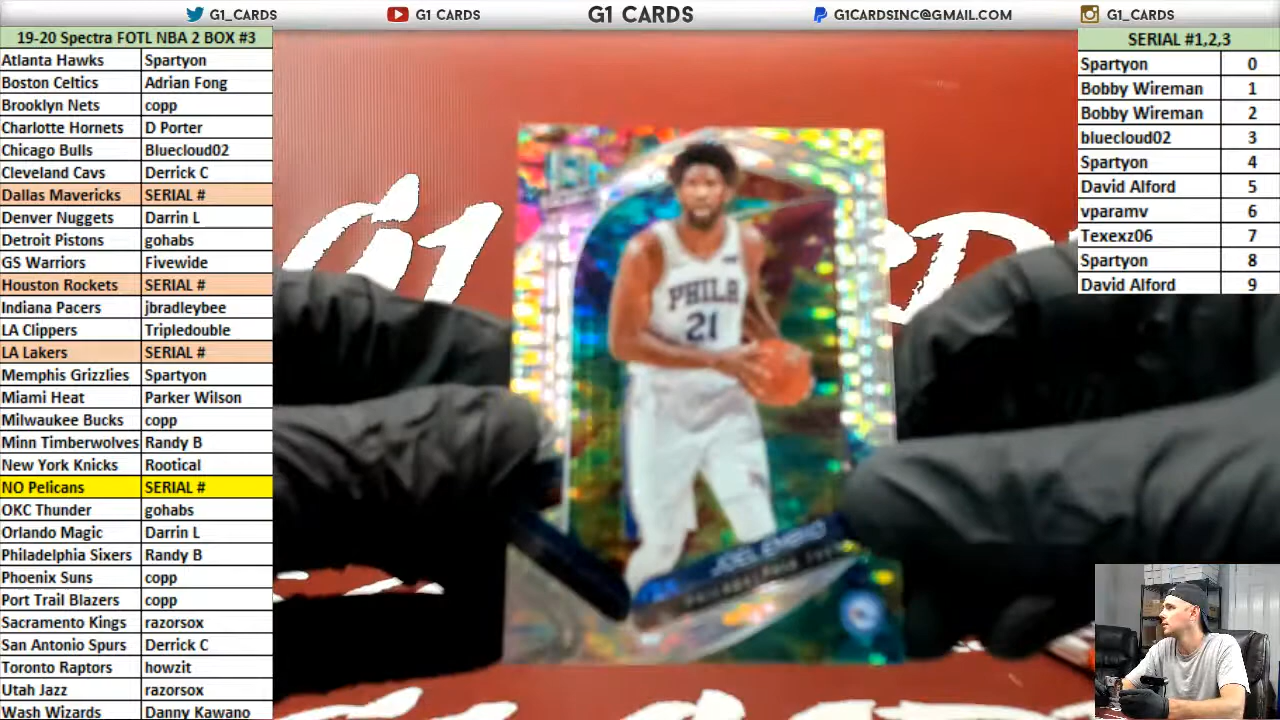 G1_CARDS G1 CARDS G1 CARDS G1CARDSINC@GMAIL.COM G1_CARDS
19-20 Spectra FOTL NBA 2 BOX #3
Atlanta Hawks Spartyon
Boston Celtics Adrian Fong
Brooklyn Nets copp
Charlotte Hornets D Porter
Chicago Bulls Bluecloud02
Cleveland Cavs Derrick C
Dallas Mavericks SERIAL #
Denver Nuggets Darrin L
Detroit Pistons gohabs
GS Warriors Fivewide
Houston Rockets SERIAL #
Indiana Pacers jbradleybee
LA Clippers Tripledouble
LA Lakers SERIAL #
Memphis Grizzlies Spartyon
Miami Heat Parker Wilson
Milwaukee Bucks copp
Minn Timberwolves Randy B
New York Knicks Rootical
NO Pelicans SERIAL #
OKC Thunder gohabs
Orlando Magic Darrin L
Philadelphia Sixers Randy B
Phoenix Suns copp
Port Trail Blazers copp
Sacramento Kings razorsox
San Antonio Spurs Derrick C
Toronto Raptors howzit
Utah Jazz razorsox
Wash Wizards Danny Kawano
SERIAL #1,2,3
Spartyon 0
Bobby Wireman 1
Bobby Wireman 2
bluecloud02 3
Spartyon 4
David Alford 5
vparamv 6
Texexz06 7
Spartyon 8
David Alford 9
G1
PHILA
21
JOEL EMBIID